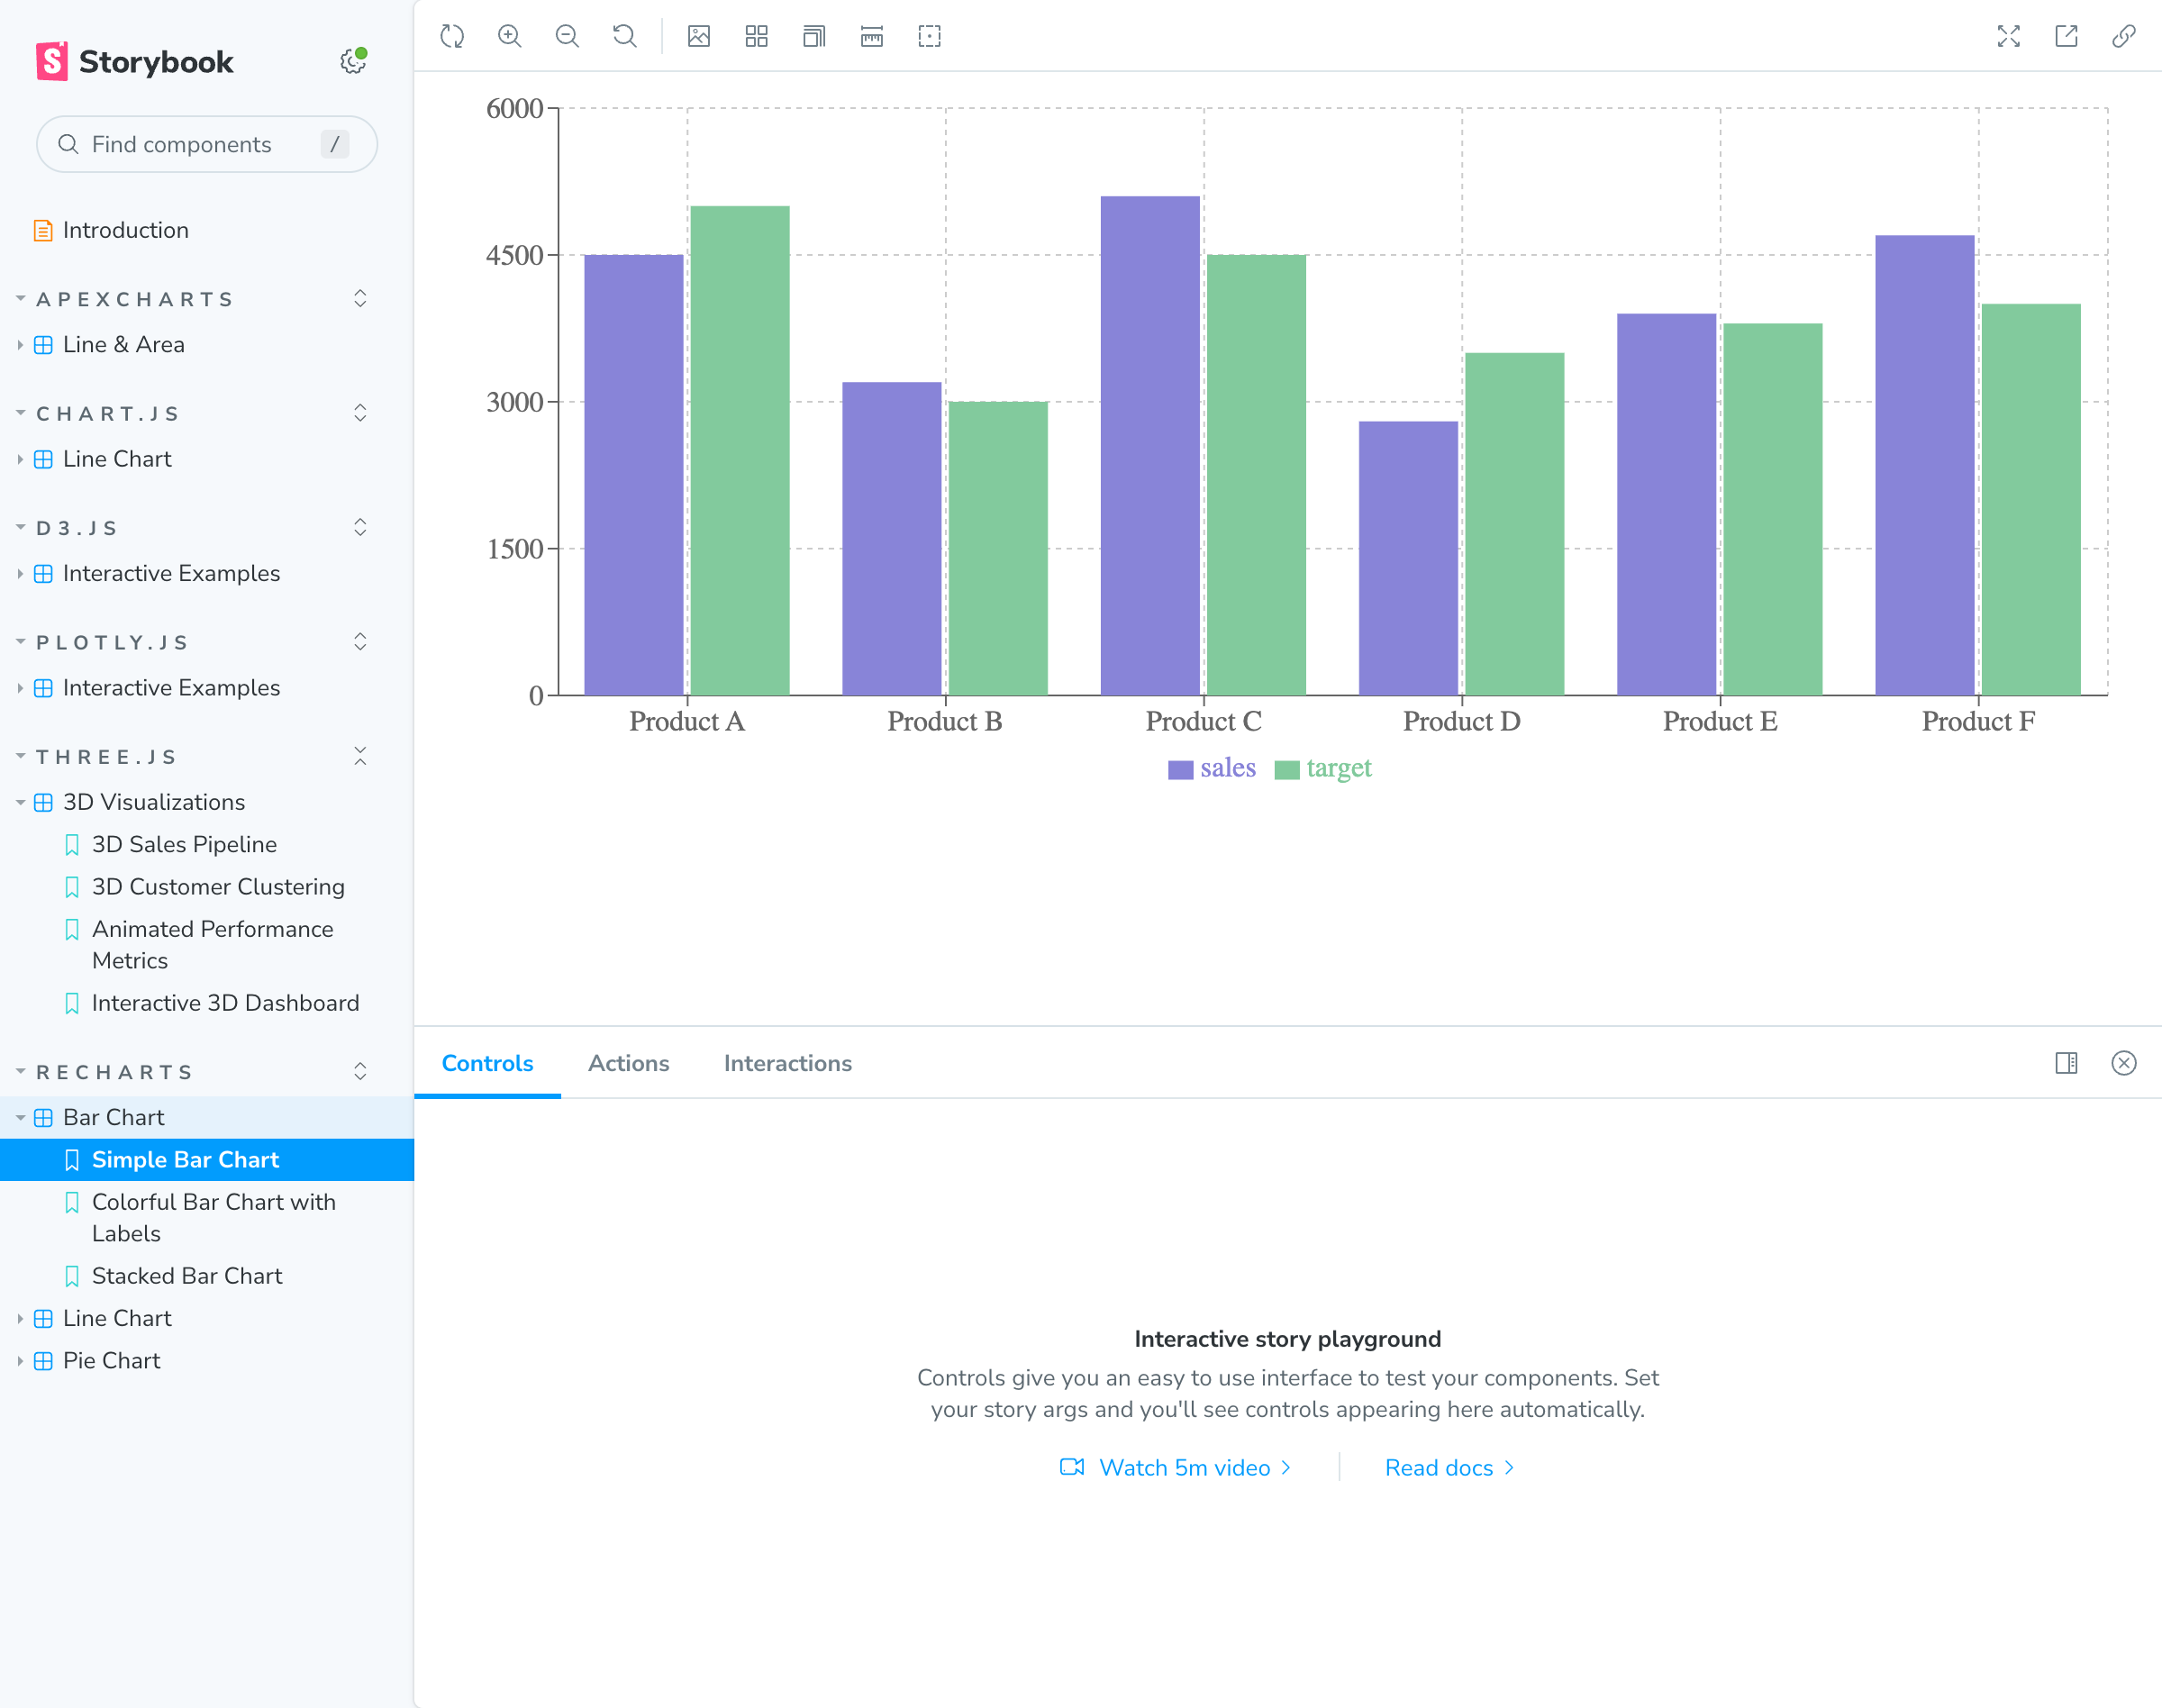 Storybook
Find components
/
Introduction
APEXCHARTS
Line & Area
CHART.JS
Line Chart
D3.JS
Interactive Examples
PLOTLY.JS
Interactive Examples
THREE.JS
3D Visualizations
3D Sales Pipeline
3D Customer Clustering
Animated Performance
Metrics
Interactive 3D Dashboard
RECHARTS
Bar Chart
Simple Bar Chart
Colorful Bar Chart with
Labels
Stacked Bar Chart
Line Chart
Pie Chart
6000
4500
3000
1500
0
Product A Product B Product C Product D Product E Product F
sales target
Controls Actions Interactions
Interactive story playground
Controls give you an easy to use interface to test your components. Set
your story args and you'll see controls appearing here automatically.
Watch 5m video Read docs